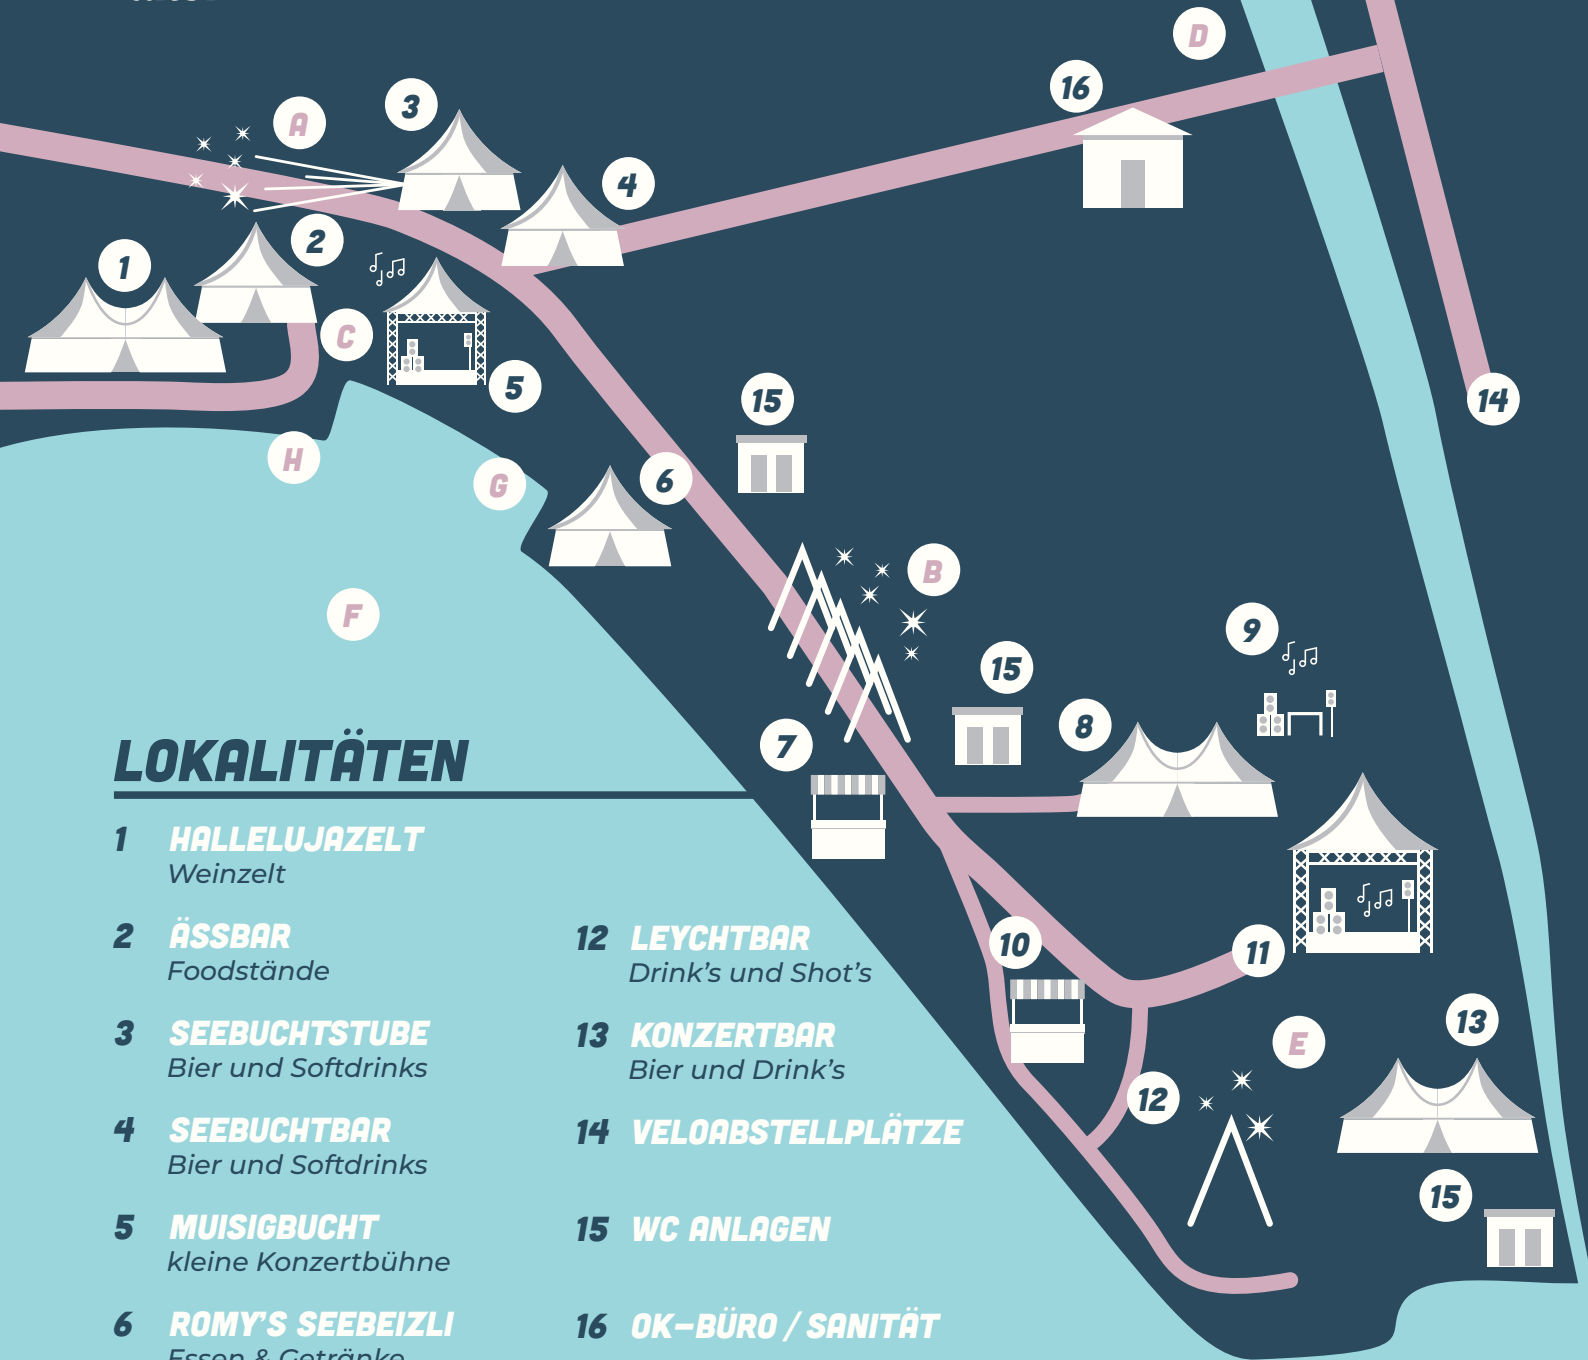 D
16
3
A
4
2
1
C
5
15
14
H
G
6
B
F
9
15
8
7
10
11
13
E
12
15
LOKALITÄTEN
1 HALLELUJAZELT
Weinzelt
2 ÄSSBAR
Foodstände
3 SEEBUCHTSTUBE
Bier und Softdrinks
4 SEEBUCHTBAR
Bier und Softdrinks
5 MUISIGBUCHT
kleine Konzertbühne
6 ROMY'S SEEBEIZLI
Essen & Getränke
12 LEYCHTBAR
Drink's und Shot's
13 KONZERTBAR
Bier und Drink's
14 VELOABSTELLPLÄTZE
15 WC ANLAGEN
16 OK–BÜRO / SANITÄT